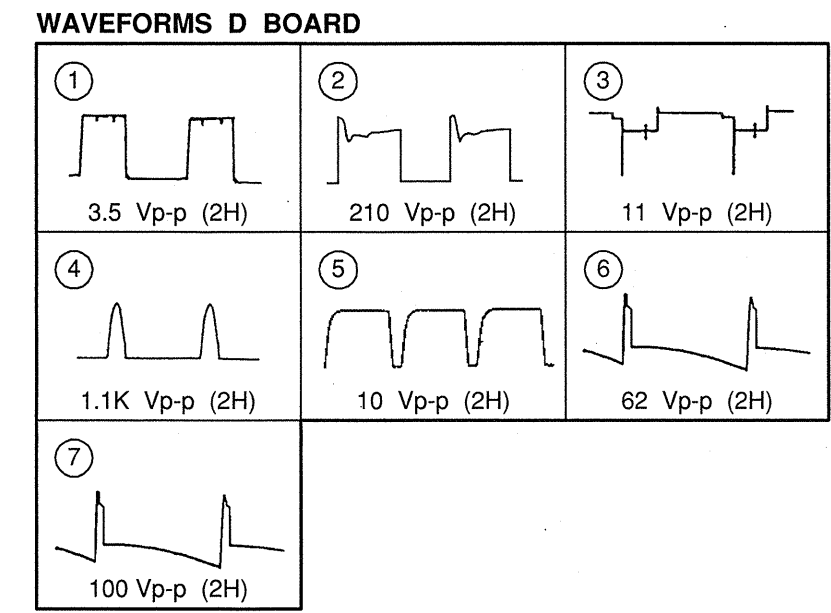 WAVEFORMS D BOARD
1
2
3
3.5 Vp-p (2H)
210 Vp-p (2H)
11 Vp-p (2H)
4
5
6
1.1K Vp-p (2H)
10 Vp-p (2H)
62 Vp-p (2H)
7
100 Vp-p (2H)